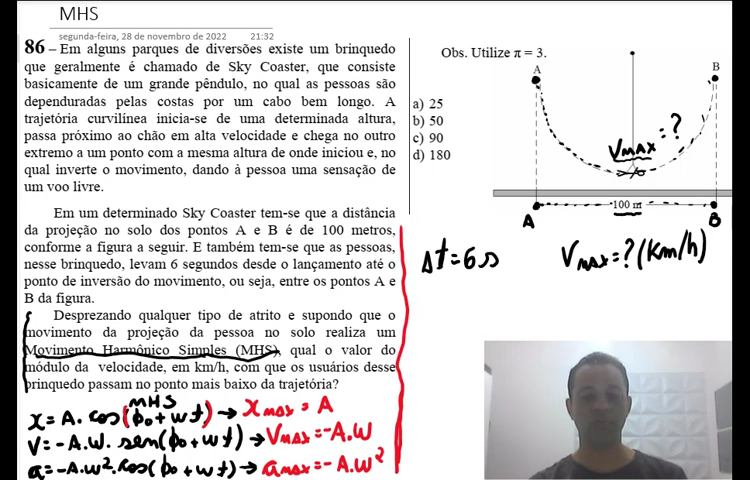 MHS
segunda-feira, 28 de novembro de 2022 21:32
86 – Em alguns parques de diversões existe um brinquedo
que geralmente é chamado de Sky Coaster, que consiste
basicamente de um grande pêndulo, no qual as pessoas são
dependuradas pelas costas por um cabo bem longo. A
trajetória curvilínea inicia-se de uma determinada altura,
passa próximo ao chão em alta velocidade e chega no outro
extremo a um ponto com a mesma altura de onde iniciou e, no
qual inverte o movimento, dando à pessoa uma sensação de
um voo livre.
Em um determinado Sky Coaster tem-se que a distância
da projeção no solo dos pontos A e B é de 100 metros,
conforme a figura a seguir. E também tem-se que as pessoas,
nesse brinquedo, levam 6 segundos desde o lançamento até o
ponto de inversão do movimento, ou seja, entre os pontos A e
B da figura.
Desprezando qualquer tipo de atrito e supondo que o
movimento da projeção da pessoa no solo realiza um
Movimento Harmônico Simples (MHS), qual o valor do
módulo da velocidade, em km/h, com que os usuários desse
brinquedo passam no ponto mais baixo da trajetória?
MHS
x = A. cos(ϕ₀ + wt) → Xmax = A
V = -A.W. sen(ϕ₀ + wt) → Vmax = -A.W
a = -A.w². cos(ϕ₀ + wt) → amax = -A.W²
Obs. Utilize π = 3.
a) 25
b) 50
c) 90
d) 180
A
B
Vmax = ?
100 m
A
B
Δt = 6s
Vmax = ? (Km/h)